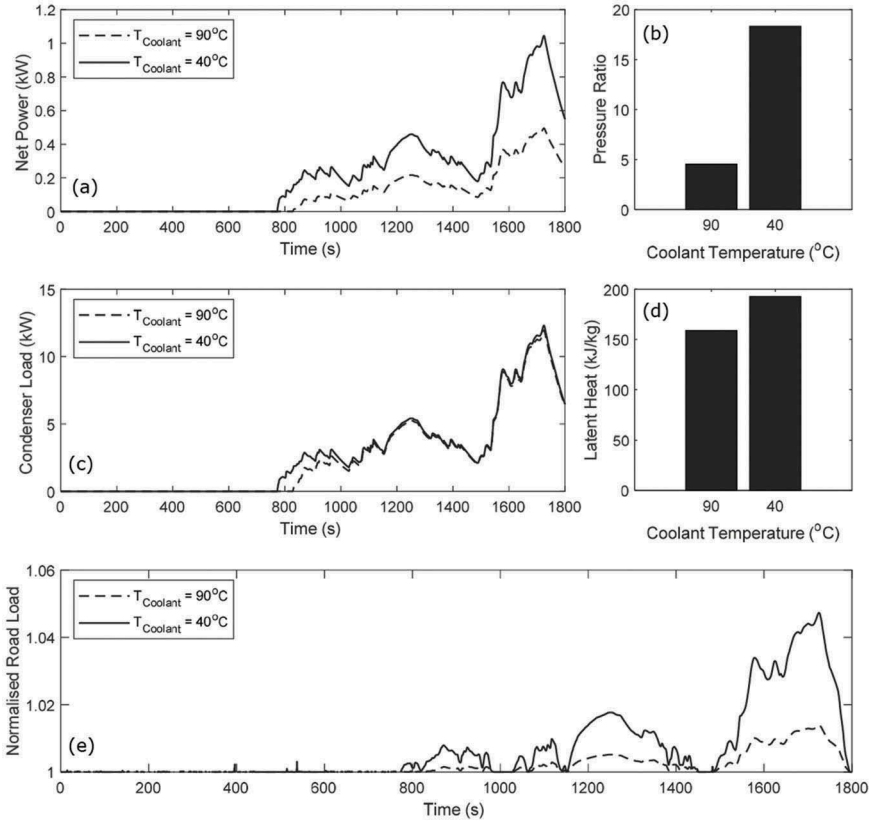 (a)
Net Power (kW)
1.2
1
0.8
0.6
0.4
0.2
0
T_Coolant = 90°C
T_Coolant = 40°C
0 200 400 600 800 1000 1200 1400 1600 1800
Time (s)
(b)
Pressure Ratio
20
15
10
5
0
90 40
Coolant Temperature (°C)
(c)
Condenser Load (kW)
15
10
5
0
T_Coolant = 90°C
T_Coolant = 40°C
0 200 400 600 800 1000 1200 1400 1600 1800
Time (s)
(d)
Latent Heat (kJ/kg)
200
150
100
50
0
90 40
Coolant Temperature (°C)
(e)
Normalised Road Load
1.06
1.04
1.02
1
T_Coolant = 90°C
T_Coolant = 40°C
0 200 400 600 800 1000 1200 1400 1600 1800
Time (s)